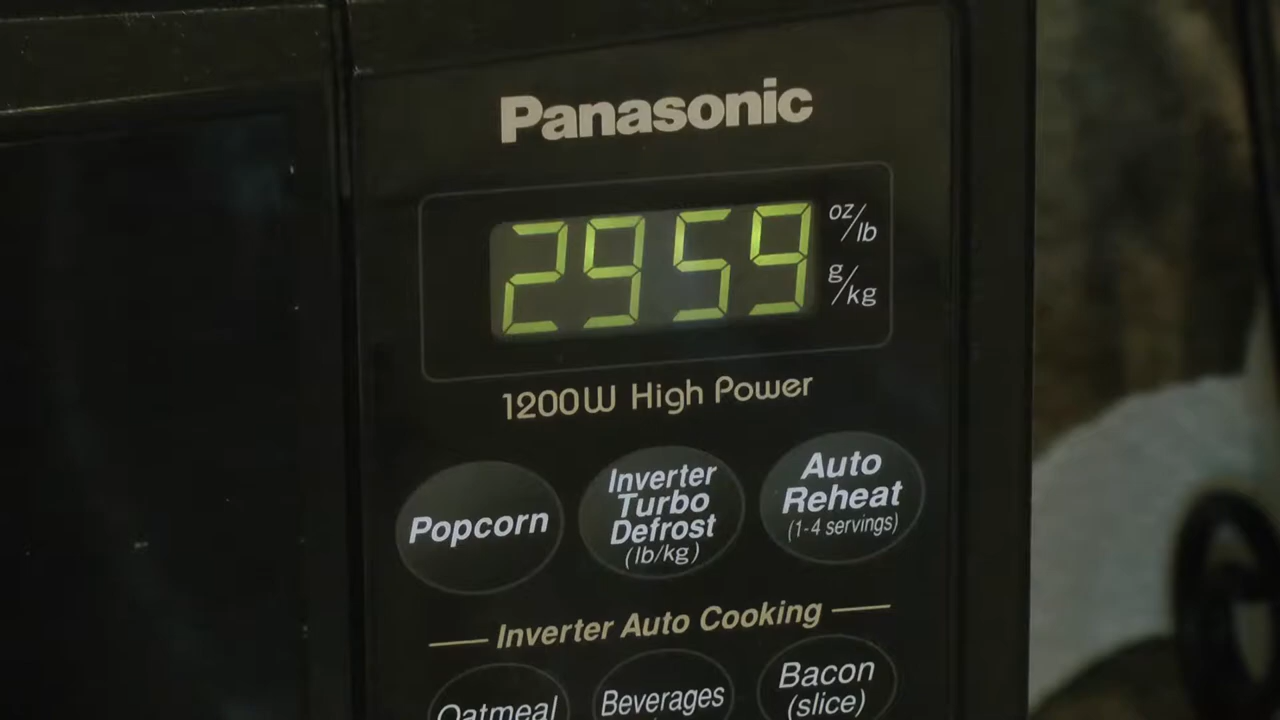 Panasonic
2959
oz/lb
g/kg
1200W High Power
Popcorn
Inverter
Turbo
Defrost
(lb/kg)
Auto
Reheat
(1-4 servings)
Inverter Auto Cooking
Oatmeal
Beverages
Bacon
(slice)